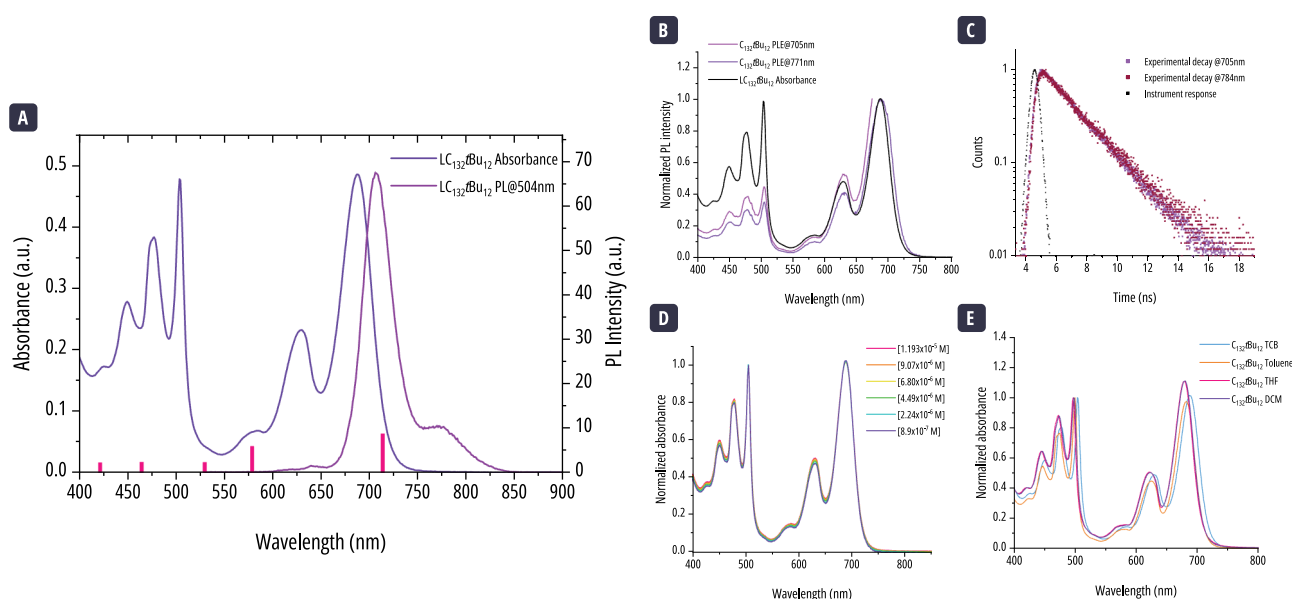 A
LC₁₃₂tBu₁₂ Absorbance
LC₁₃₂tBu₁₂ PL@504nm
Absorbance (a.u.)
0.5
0.4
0.3
0.2
0.1
0.0
PL Intensity (a.u.)
70
60
50
40
30
20
10
0
400 450 500 550 600 650 700 750 800 850 900
Wavelength (nm)
B
C₁₃₂tBu₁₂ PLE@705nm
C₁₃₂tBu₁₂ PLE@771nm
LC₁₃₂tBu₁₂ Absorbance
Normalized PL intensity
1.0
0.8
0.6
0.4
0.2
0.0
400 450 500 550 600 650 700 750 800
Wavelength (nm)
C
Experimental decay @705nm
Experimental decay @784nm
Instrument response
Counts
1
0.1
0.01
4 6 8 10 12 14 16 18
Time (ns)
D
[1.193x10⁻⁵ M]
[9.07x10⁻⁶ M]
[6.80x10⁻⁶ M]
[4.49x10⁻⁶ M]
[2.24x10⁻⁶ M]
[8.9x10⁻⁷ M]
Normalized absorbance
1.0
0.8
0.6
0.4
0.2
0.0
400 500 600 700 800
Wavelength (nm)
E
C₁₃₂tBu₁₂ TCB
C₁₃₂tBu₁₂ Toluene
C₁₃₂tBu₁₂ THF
C₁₃₂tBu₁₂ DCM
Normalized absorbance
1.4
1.2
1.0
0.8
0.6
0.4
0.2
0.0
400 500 600 700 800
Wavelength (nm)